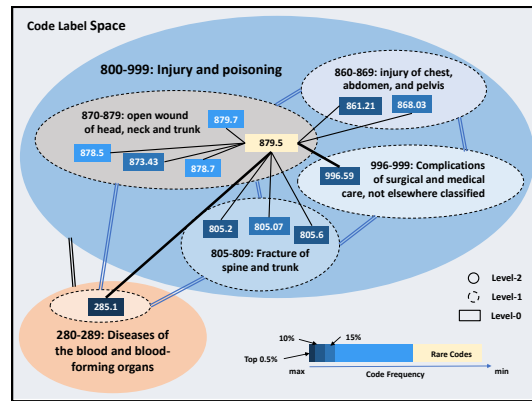 Code Label Space
800-999: Injury and poisoning
860-869: injury of chest,
abdomen, and pelvis
861.21
868.03
870-879: open wound
of head, neck and trunk
879.7
879.5
878.5
873.43
878.7
996.59
996-999: Complications
of surgical and medical
care, not elsewhere classified
805.2
805.07
805.6
805-809: Fracture of
spine and trunk
285.1
280-289: Diseases of
the blood and blood-
forming organs
Level-2
Level-1
Level-0
10%
15%
Top 0.5%
Rare Codes
max
Code Frequency
min